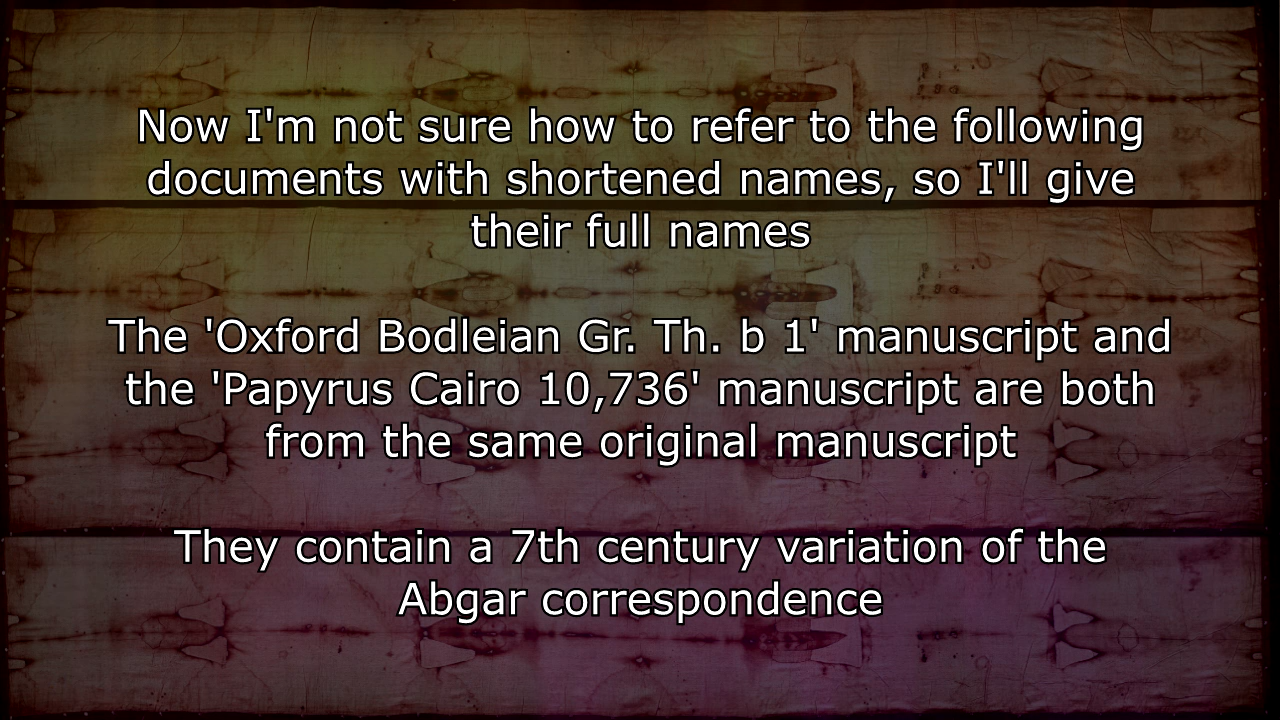 Now I'm not sure how to refer to the following
documents with shortened names, so I'll give
their full names
The 'Oxford Bodleian Gr. Th. b 1' manuscript and
the 'Papyrus Cairo 10,736' manuscript are both
from the same original manuscript
They contain a 7th century variation of the
Abgar correspondence